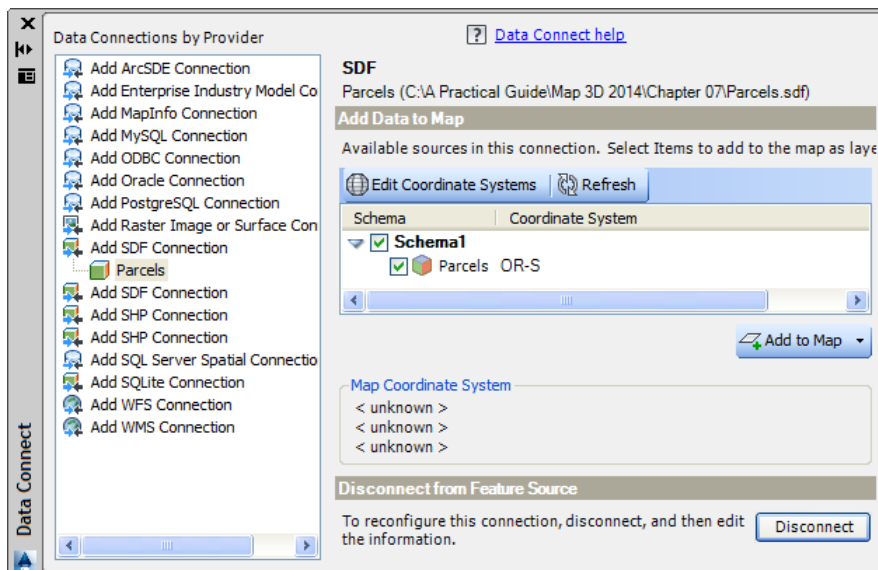 Data Connections by Provider
Add ArcSDE Connection
Add Enterprise Industry Model Co
Add MapInfo Connection
Add MySQL Connection
Add ODBC Connection
Add Oracle Connection
Add PostgreSQL Connection
Add Raster Image or Surface Con
Add SDF Connection
Parcels
Add SDF Connection
Add SHP Connection
Add SHP Connection
Add SQL Server Spatial Connectio
Add SQLite Connection
Add WFS Connection
Add WMS Connection
Data Connect
? Data Connect help
SDF
Parcels (C:\A Practical Guide\Map 3D 2014\Chapter 07\Parcels.sdf)
Add Data to Map
Available sources in this connection. Select Items to add to the map as laye
Edit Coordinate Systems Refresh
Schema Coordinate System
Schema1
Parcels OR-S
Add to Map
Map Coordinate System
< unknown >
< unknown >
< unknown >
Disconnect from Feature Source
To reconfigure this connection, disconnect, and then edit
the information.
Disconnect